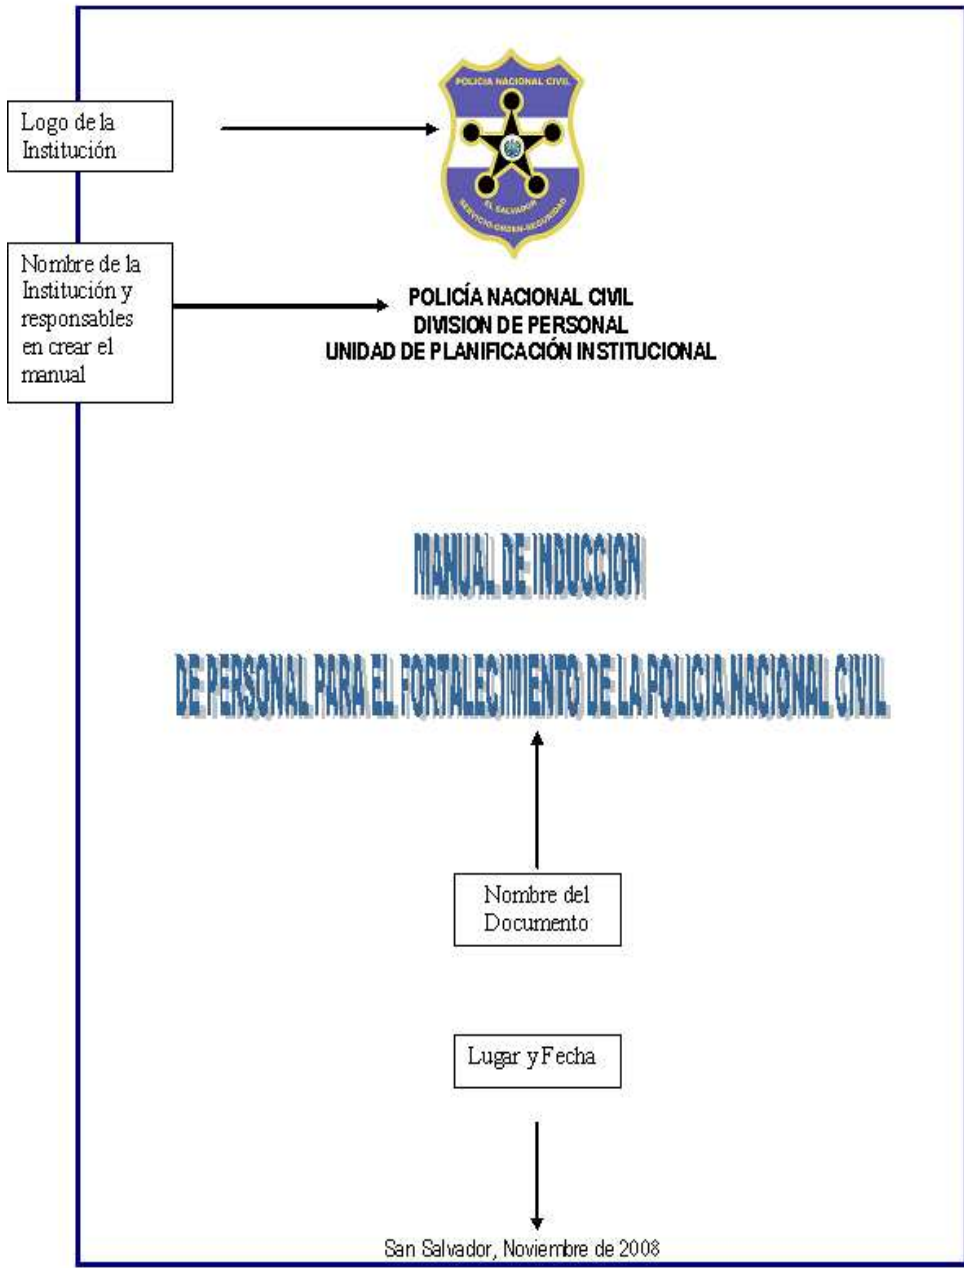 POLICIA NACIONAL CIVIL
Logo de la
Institución
EL SALVADOR
SERVICIO-ORDEN-SEGURIDAD
Nombre de la
Institución y
responsables
en crear el
manual
POLICÍA NACIONAL CIVIL
DIVISION DE PERSONAL
UNIDAD DE PLANIFICACIÓN INSTITUCIONAL
MANUAL DE INDUCCION
DE PERSONAL PARA EL FORTALECIMIENTO DE LA POLICIA NACIONAL CIVIL
Nombre del
Documento
Lugar y Fecha
San Salvador, Noviembre de 2008